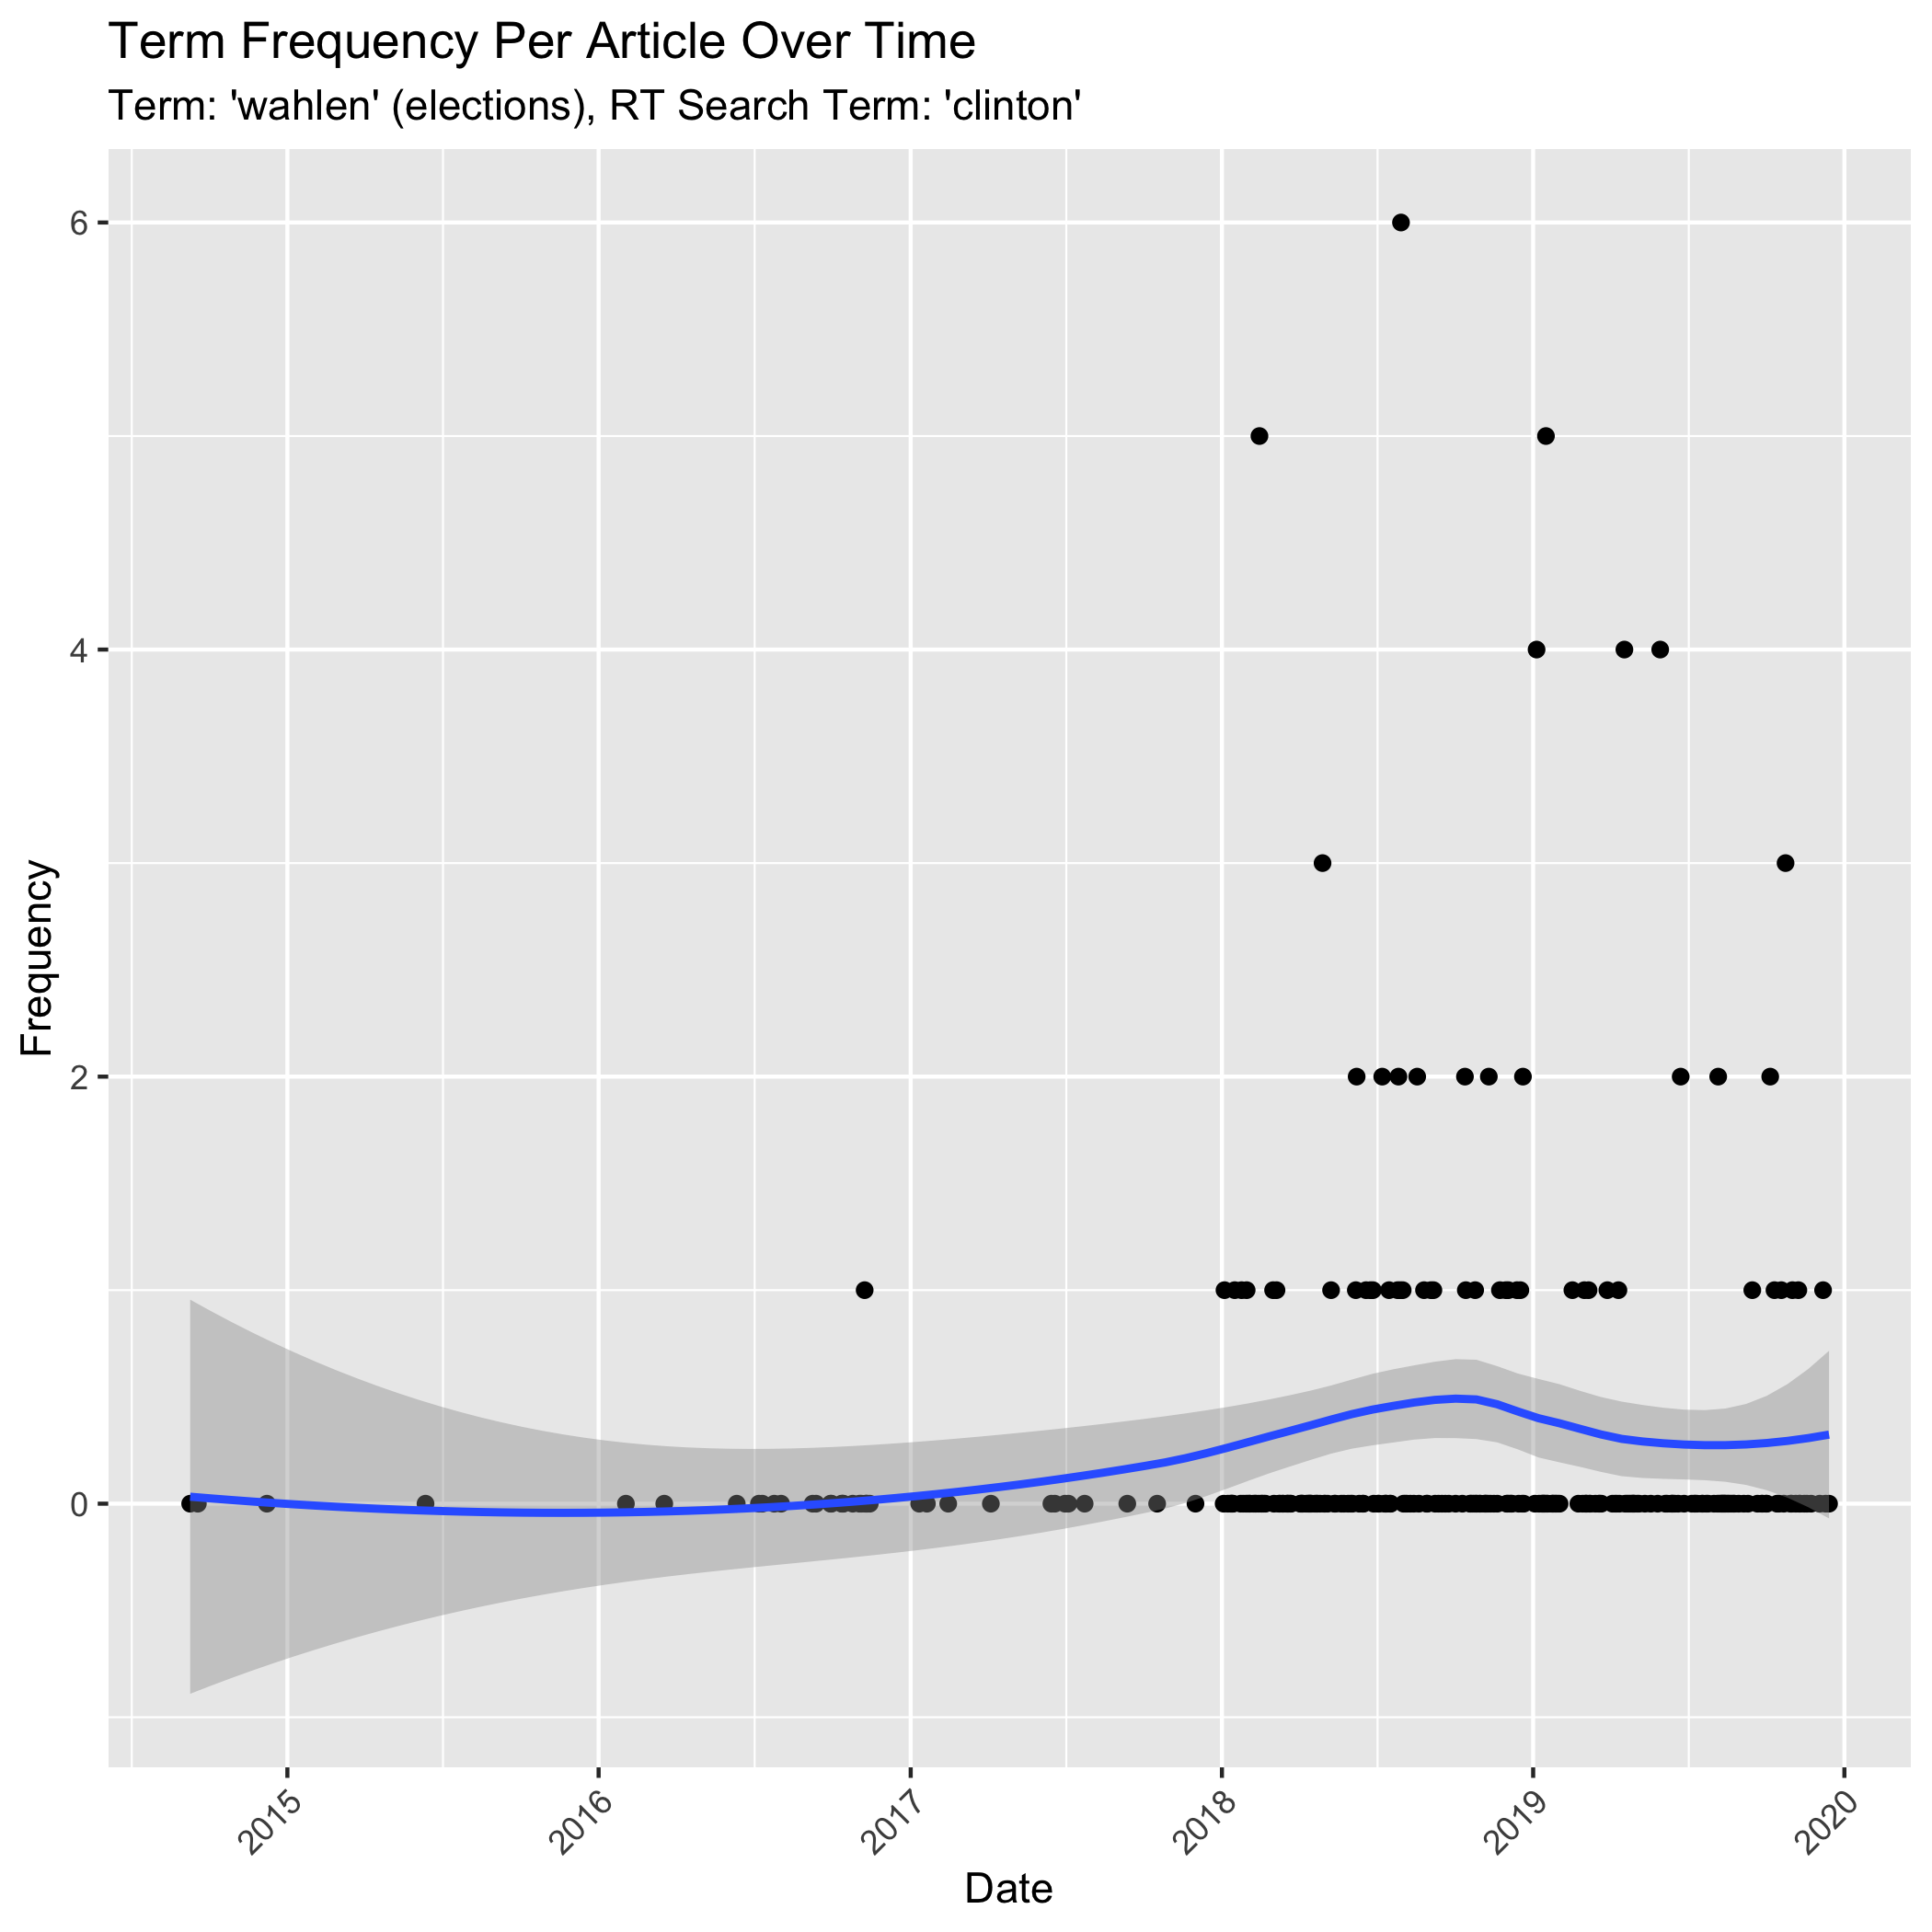 Term Frequency Per Article Over Time
Term: 'wahlen' (elections), RT Search Term: 'clinton'
Frequency
6
4
2
0
2015
2016
2017
2018
2019
2020
Date